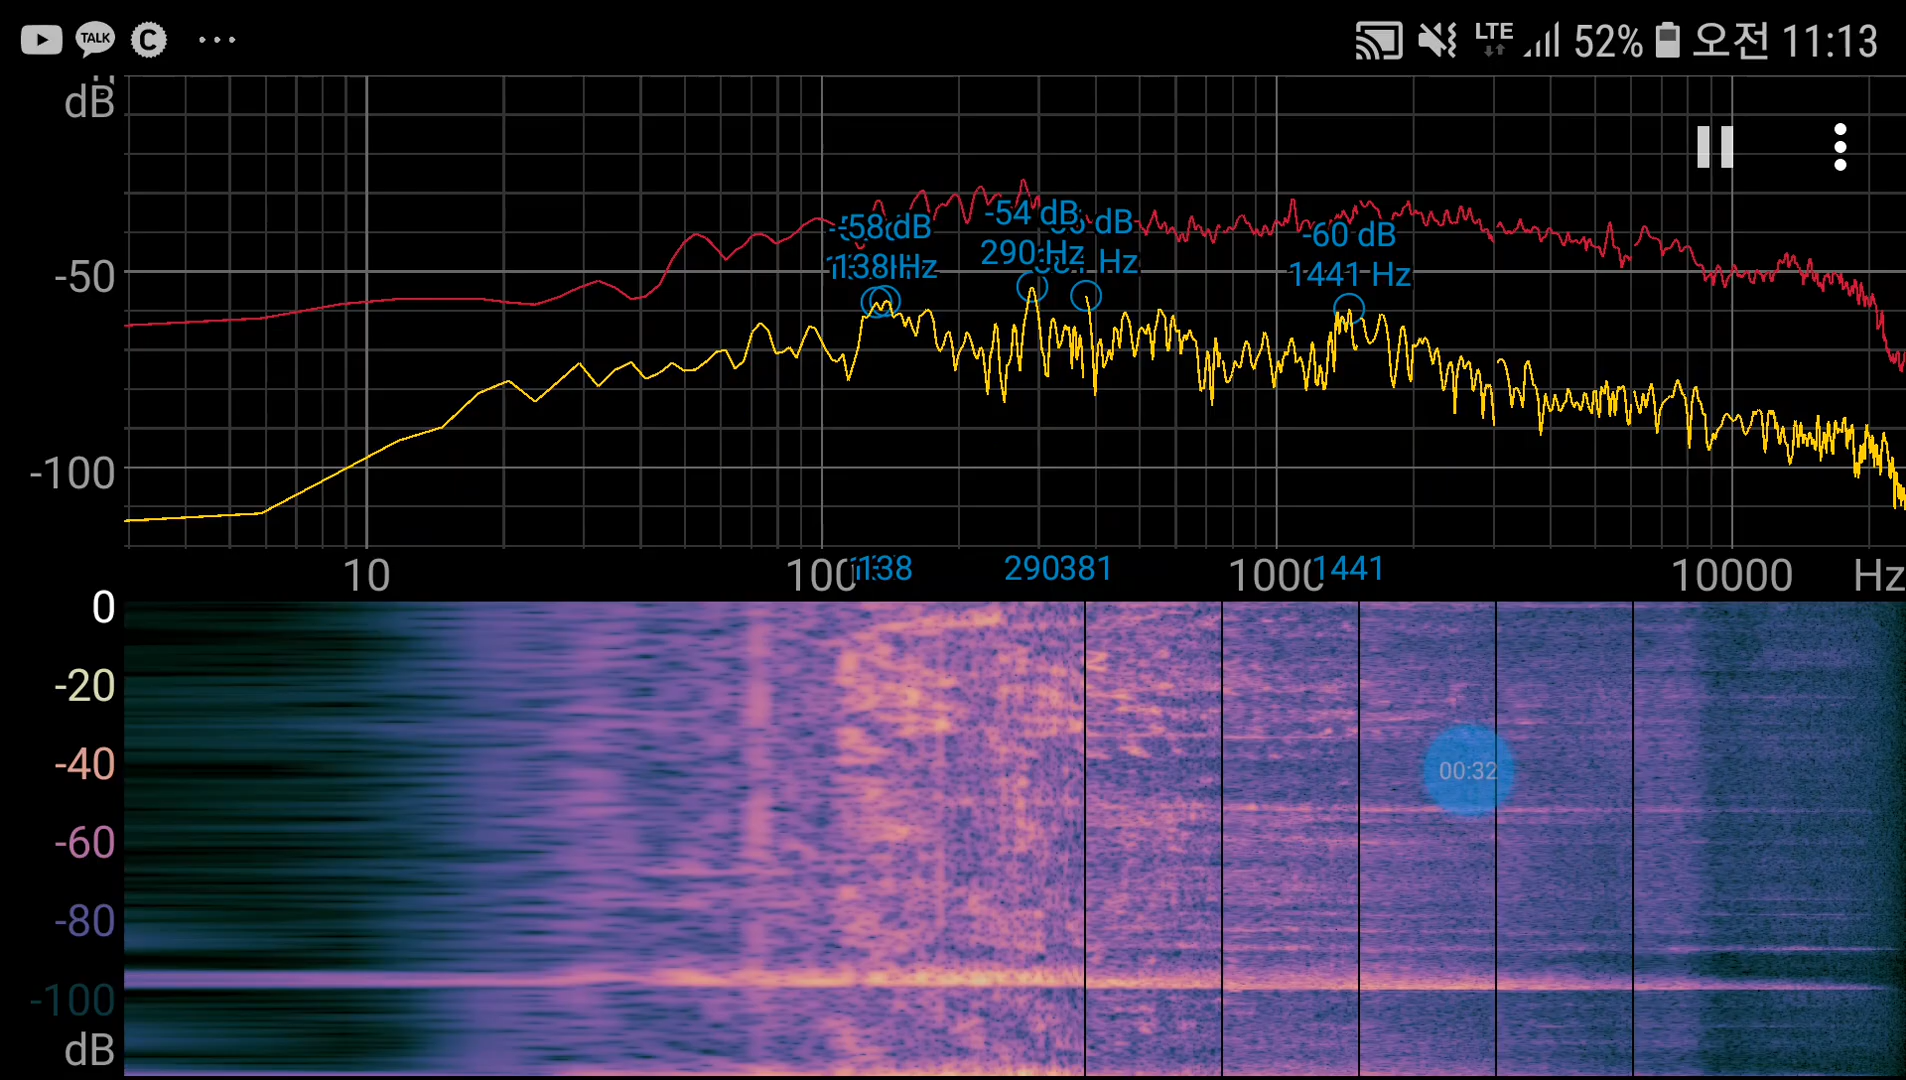 TALK C ... LTE 52% 오전 11:13
dB
-58 dB -54 dB dB
138 Hz 290 Hz Hz -60 dB
-50 1441 Hz
-100
10 100 138 290 381 1000 1441 10000 Hz
0
-20
-40
00:32
-60
-80
-100
dB